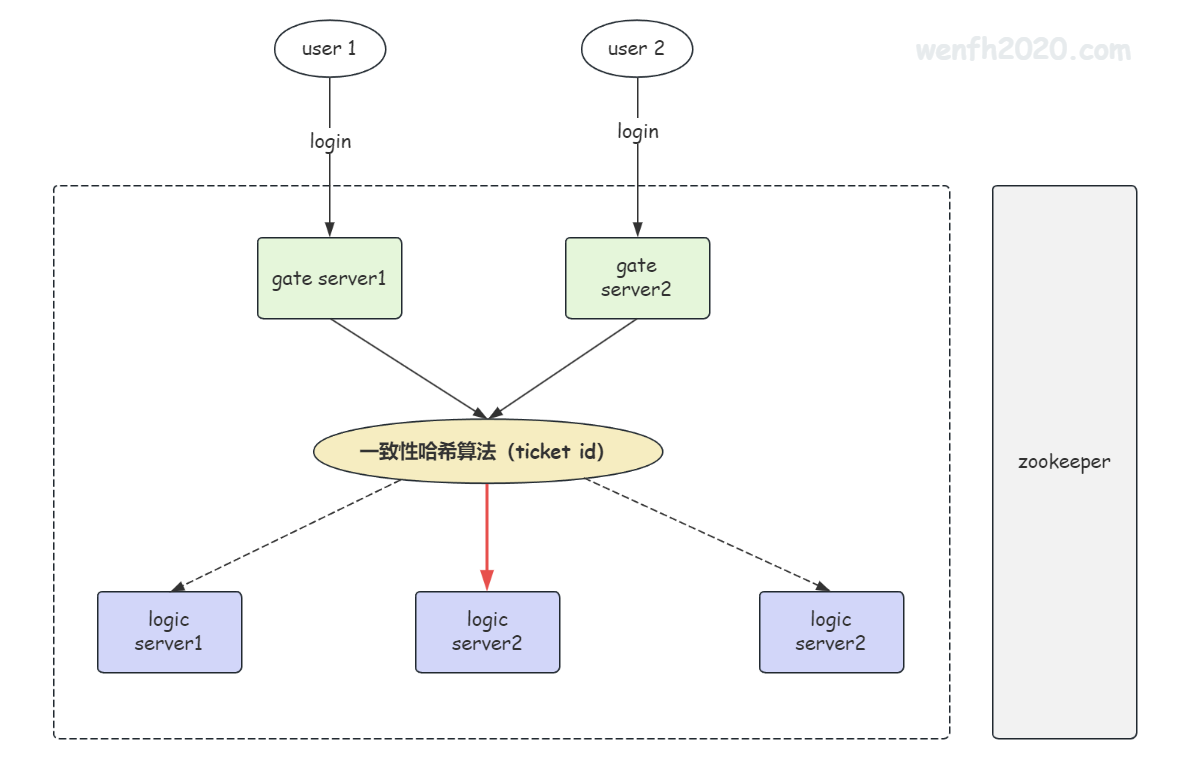 user 1
user 2
wenfh2020.com
login
login
gate server1
gate
server2
一致性哈希算法（ticket id）
zookeeper
logic
server1
logic
server2
logic
server2